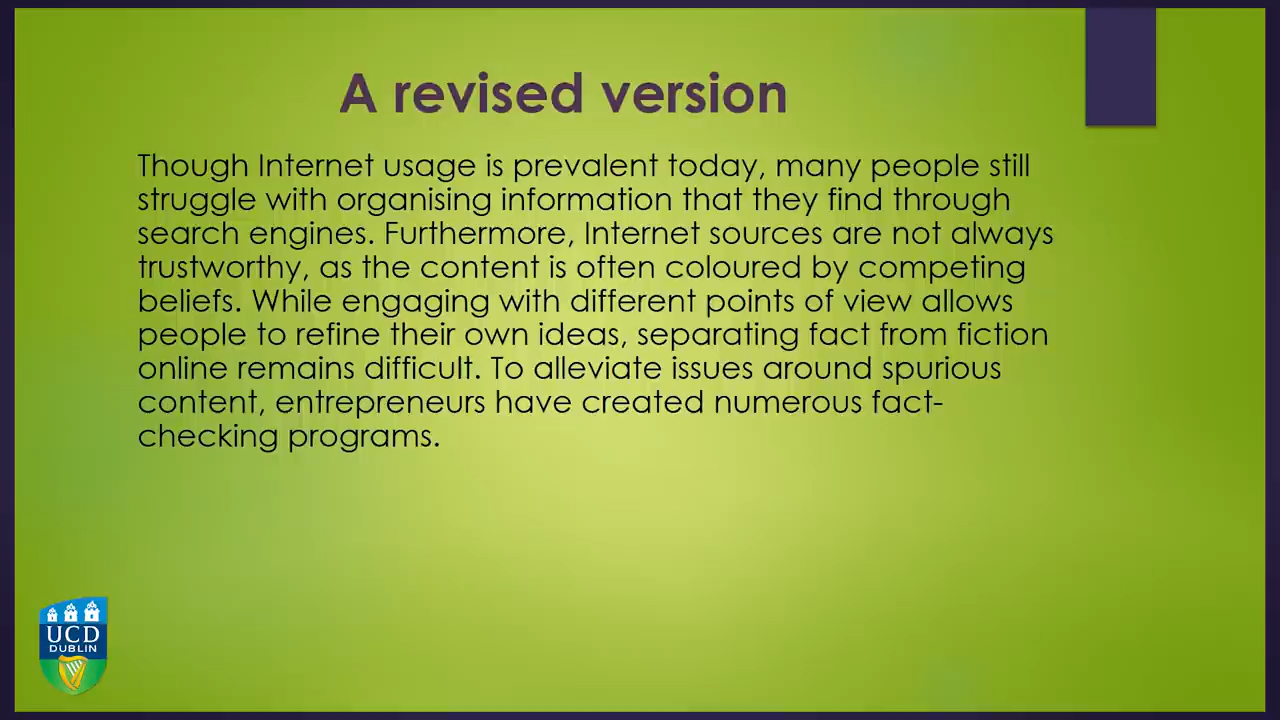 A revised version
Though Internet usage is prevalent today, many people still
struggle with organising information that they find through
search engines. Furthermore, Internet sources are not always
trustworthy, as the content is often coloured by competing
beliefs. While engaging with different points of view allows
people to refine their own ideas, separating fact from fiction
online remains difficult. To alleviate issues around spurious
content, entrepreneurs have created numerous fact-
checking programs.
UCD
DUBLIN